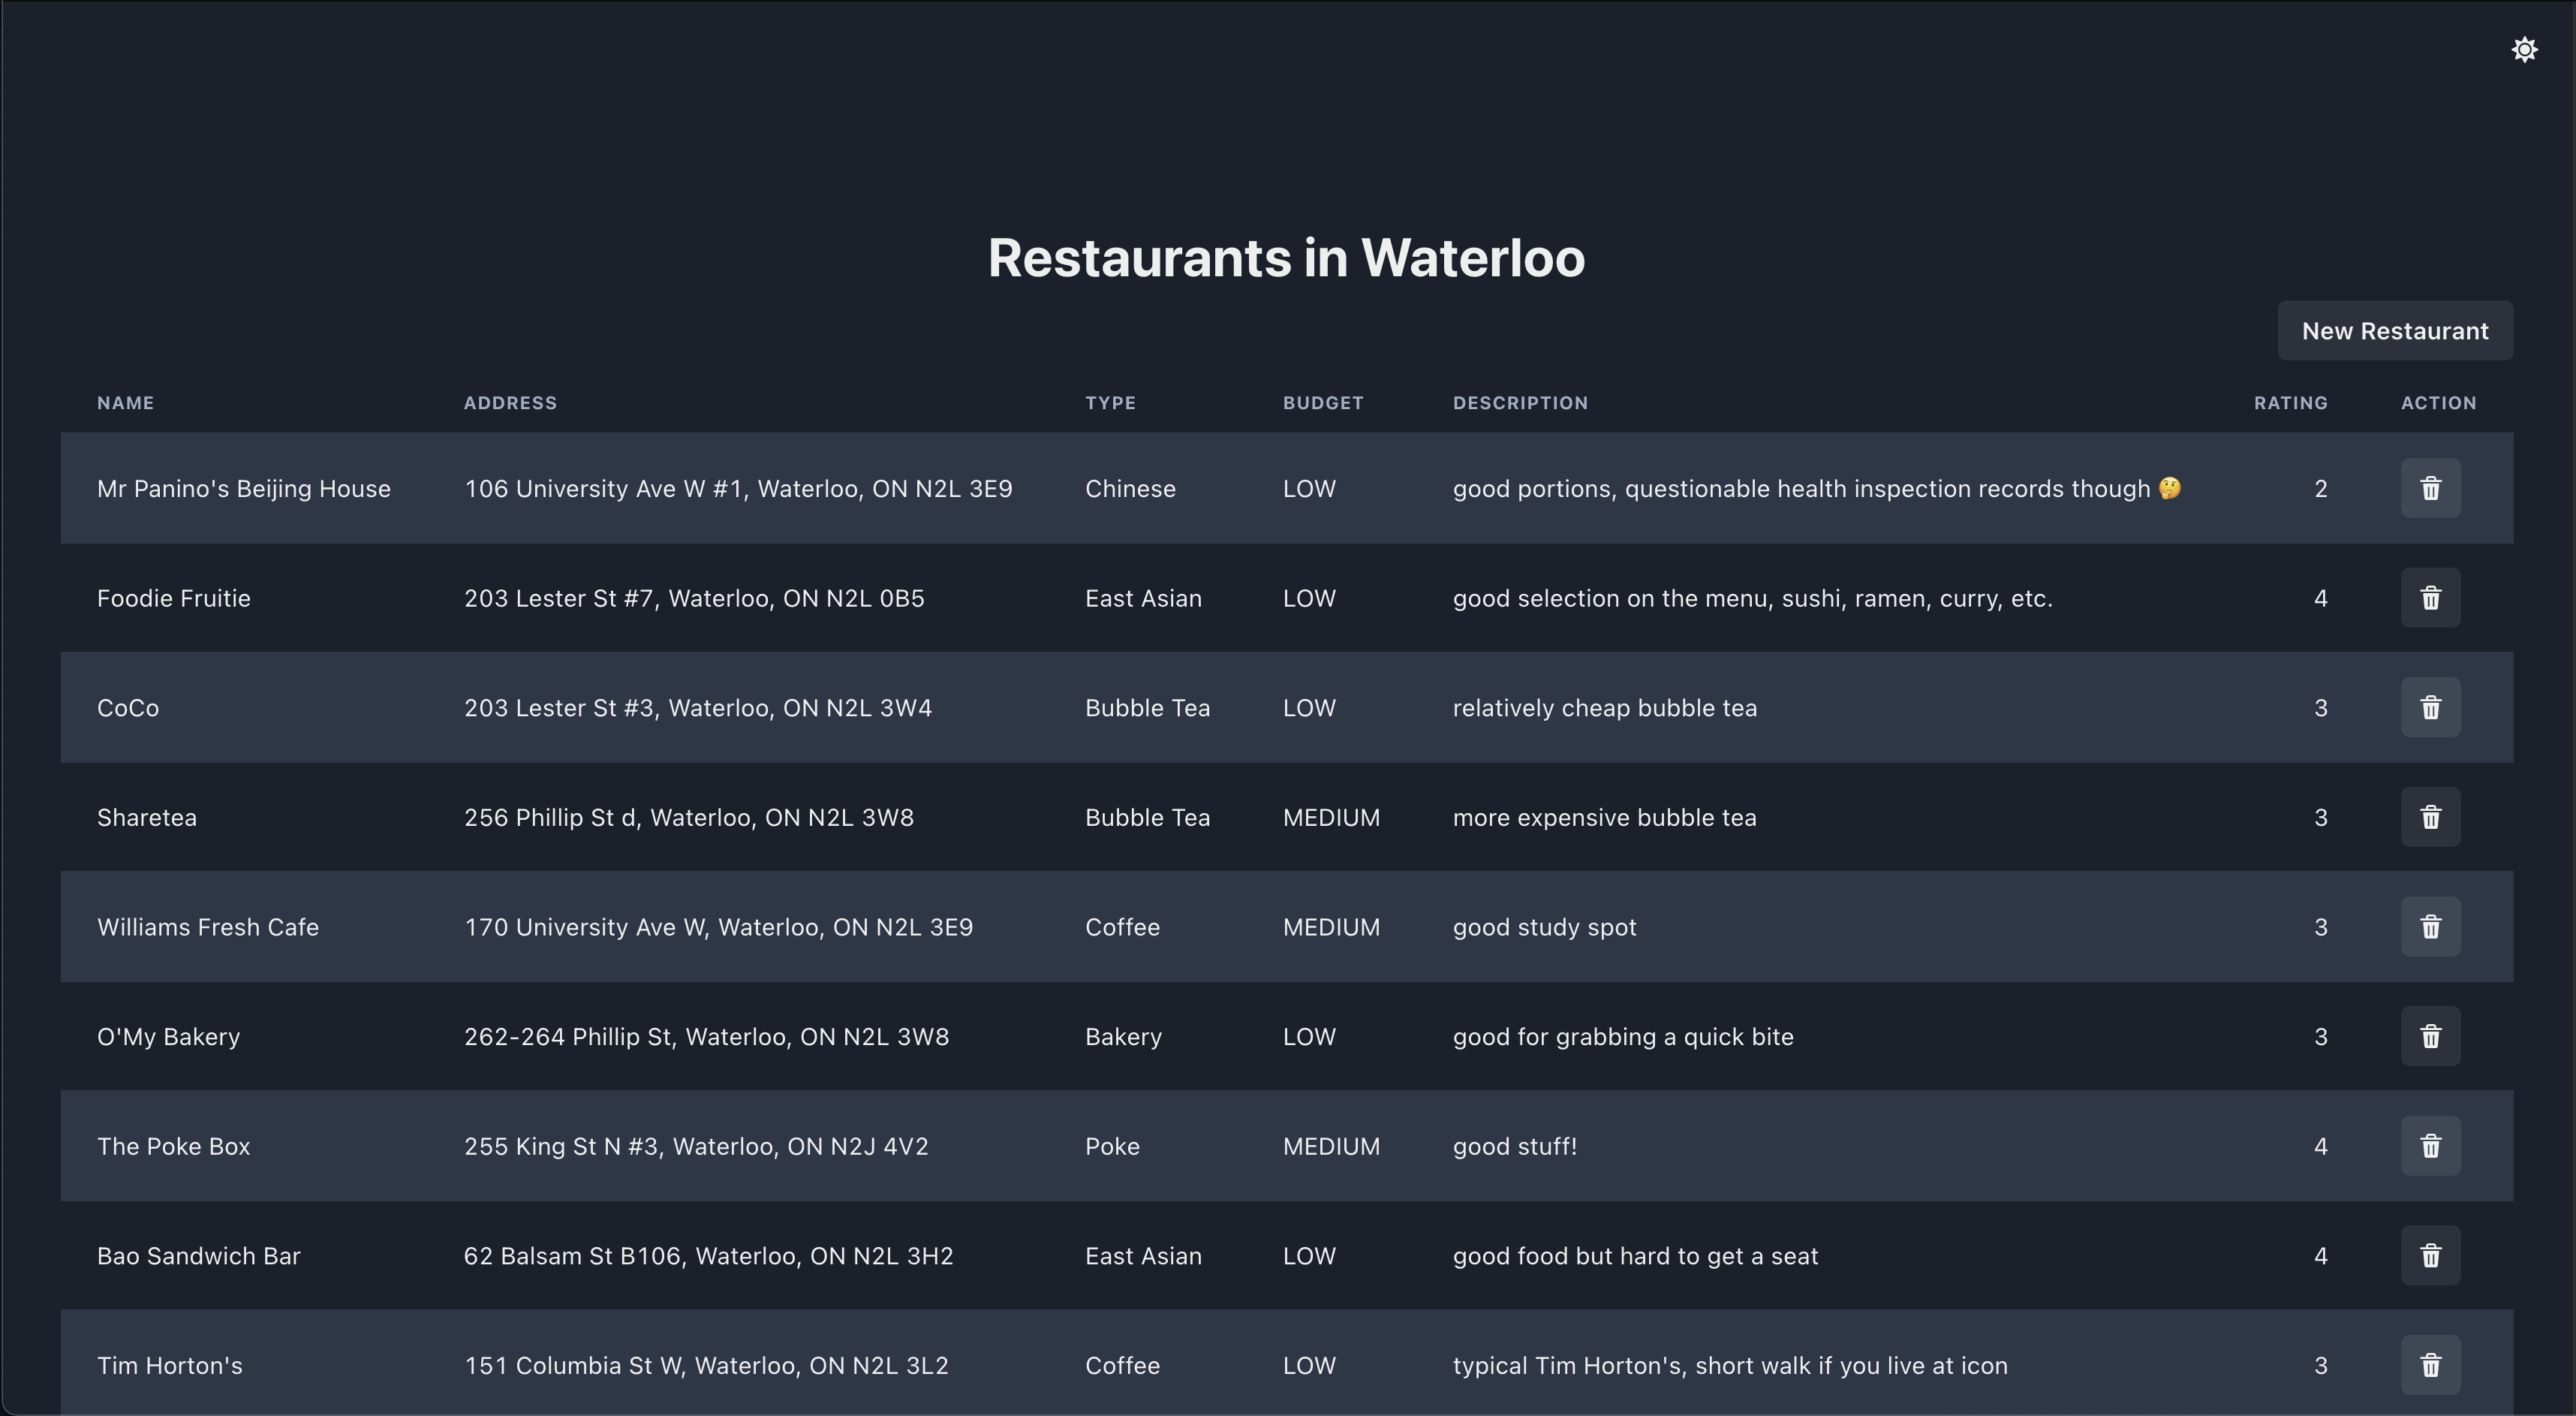 Restaurants in Waterloo
New Restaurant
NAME ADDRESS TYPE BUDGET DESCRIPTION RATING ACTION
Mr Panino's Beijing House 106 University Ave W #1, Waterloo, ON N2L 3E9 Chinese LOW good portions, questionable health inspection records though 🤔 2
Foodie Fruitie 203 Lester St #7, Waterloo, ON N2L 0B5 East Asian LOW good selection on the menu, sushi, ramen, curry, etc. 4
CoCo 203 Lester St #3, Waterloo, ON N2L 3W4 Bubble Tea LOW relatively cheap bubble tea 3
Sharetea 256 Phillip St d, Waterloo, ON N2L 3W8 Bubble Tea MEDIUM more expensive bubble tea 3
Williams Fresh Cafe 170 University Ave W, Waterloo, ON N2L 3E9 Coffee MEDIUM good study spot 3
O'My Bakery 262-264 Phillip St, Waterloo, ON N2L 3W8 Bakery LOW good for grabbing a quick bite 3
The Poke Box 255 King St N #3, Waterloo, ON N2J 4V2 Poke MEDIUM good stuff! 4
Bao Sandwich Bar 62 Balsam St B106, Waterloo, ON N2L 3H2 East Asian LOW good food but hard to get a seat 4
Tim Horton's 151 Columbia St W, Waterloo, ON N2L 3L2 Coffee LOW typical Tim Horton's, short walk if you live at icon 3